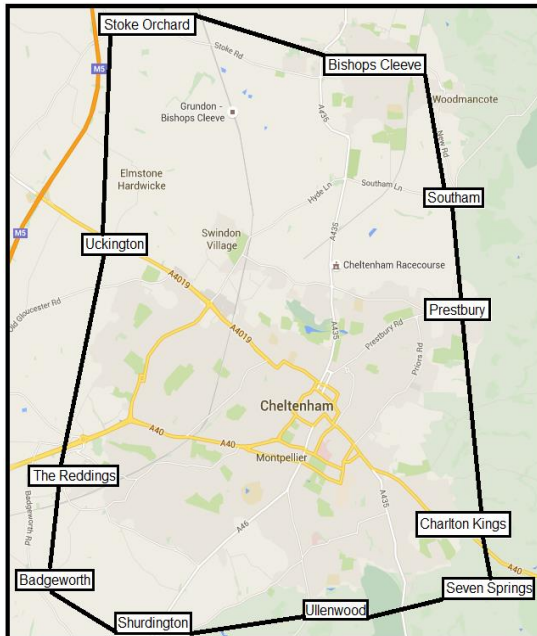 Stoke Orchard
Stoke Rd
A435
Bishops Cleeve
M5
Woodmancote
Grundon -
Bishops Cleeve
New Rd
Elmstone
Hardwicke
Hyde Ln
Southam Ln
Southam
A435
Swindon
Village
M5
Uckington
Cheltenham Racecourse
A4019
Old Gloucester Rd
Prestbury
A4019
A435
Prestbury Rd
Priors Rd
Cheltenham
A40
A40
Montpellier
The Reddings
A435
Badgeworth Rd
A46
Charlton Kings
A40
Badgeworth
Seven Springs
Ullenwood
Shurdington